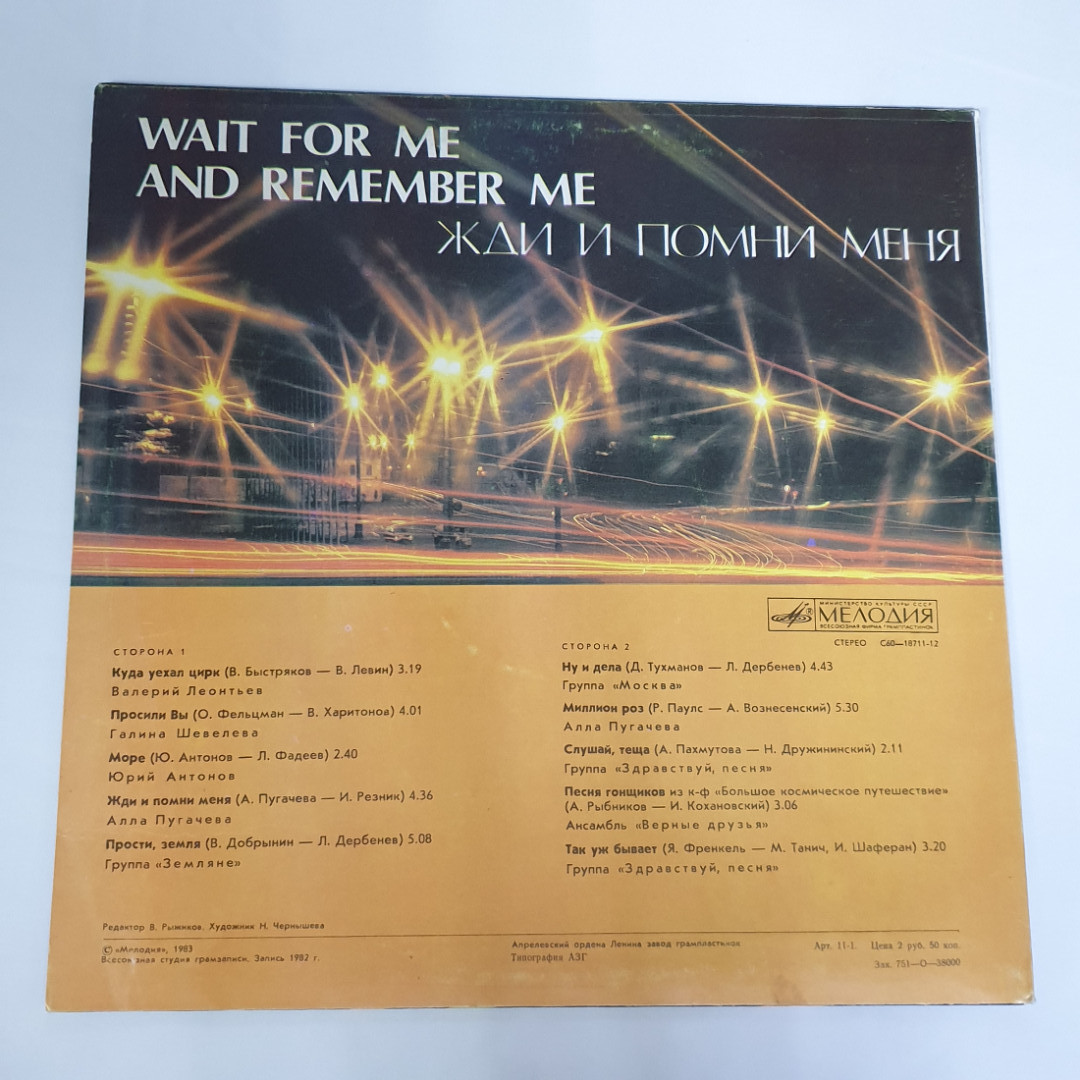 WAIT FOR ME
AND REMEMBER ME
ЖДИ И ПОМНИ МЕНЯ
МИНИСТЕРСТВО КУЛЬТУРЫ СССР
МЕЛОДИЯ
ВСЕСОЮЗНАЯ ФИРМА ГРАМПЛАСТИНОК
СТЕРЕО С60—18711-12
СТОРОНА 1
Куда уехал цирк (В. Быстряков — В. Левин) 3.19
Валерий Леонтьев
Просили Вы (О. Фельцман — В. Харитонов) 4.01
Галина Шевелева
Море (Ю. Антонов — Л. Фадеев) 2.40
Юрий Антонов
Жди и помни меня (А. Пугачева — И. Резник) 4.36
Алла Пугачева
Прости, земля (В. Добрынин — Л. Дербенев) 5.08
Группа «Земляне»
СТОРОНА 2
Ну и дела (Д. Тухманов — Л. Дербенев) 4.43
Группа «Москва»
Миллион роз (Р. Паулс — А. Вознесенский) 5.30
Алла Пугачева
Слушай, теща (А. Пахмутова — Н. Дружининский) 2.11
Группа «Здравствуй, песня»
Песня гонщиков из к-ф «Большое космическое путешествие»
(А. Рыбников — И. Кохановский) 3.06
Ансамбль «Верные друзья»
Так уж бывает (Я. Френкель — М. Танич, И. Шаферан) 3.20
Группа «Здравствуй, песня»
Редактор В. Рыжиков. Художник Н. Чернышева
© «Мелодия», 1983
Всесоюзная студия грамзаписи. Запись 1982 г.
Апрелевский ордена Ленина завод грампластинок
Типография АЗГ
Арт. 11-1. Цена 2 руб. 50 коп.
Зак. 751—О—38000